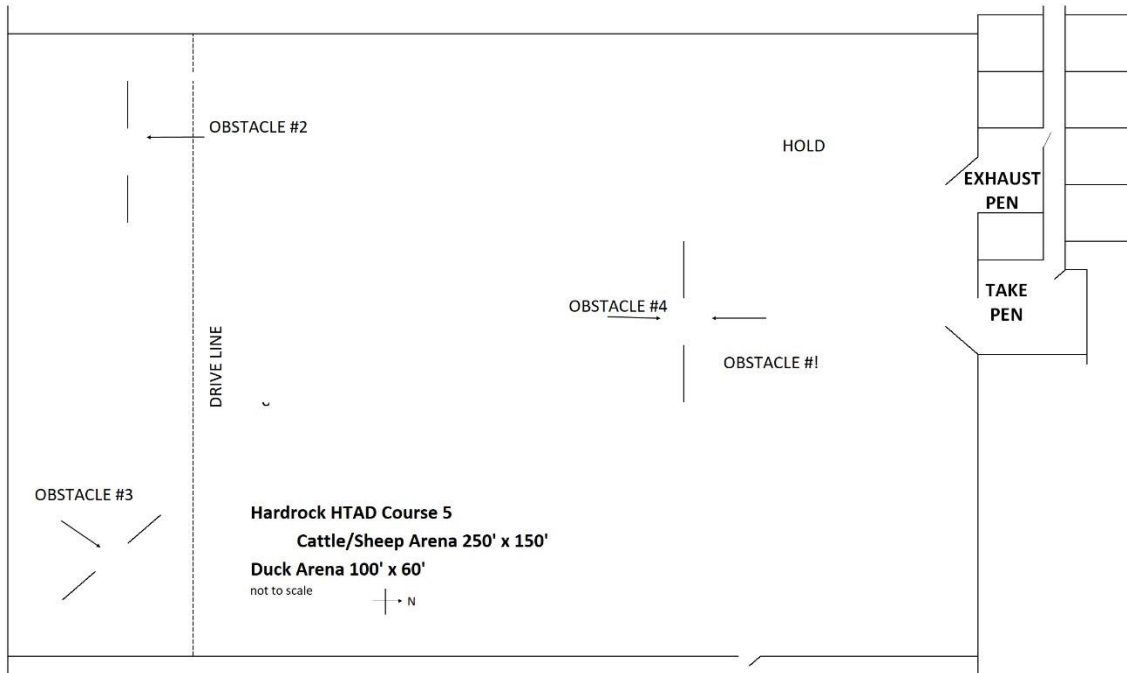 OBSTACLE #2
HOLD
EXHAUST
PEN
TAKE
PEN
OBSTACLE #4
DRIVE LINE
OBSTACLE #!
OBSTACLE #3
Hardrock HTAD Course 5
Cattle/Sheep Arena 250' x 150'
Duck Arena 100' x 60'
not to scale
N